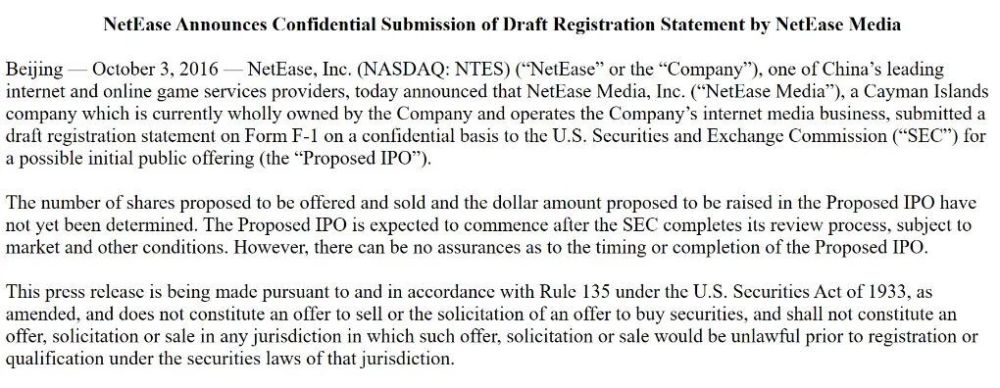 NetEase Announces Confidential Submission of Draft Registration Statement by NetEase Media
Beijing — October 3, 2016 — NetEase, Inc. (NASDAQ: NTES) (“NetEase” or the “Company”), one of China’s leading
internet and online game services providers, today announced that NetEase Media, Inc. (“NetEase Media”), a Cayman Islands
company which is currently wholly owned by the Company and operates the Company’s internet media business, submitted a
draft registration statement on Form F-1 on a confidential basis to the U.S. Securities and Exchange Commission (“SEC”) for
a possible initial public offering (the “Proposed IPO”).
The number of shares proposed to be offered and sold and the dollar amount proposed to be raised in the Proposed IPO have
not yet been determined. The Proposed IPO is expected to commence after the SEC completes its review process, subject to
market and other conditions. However, there can be no assurances as to the timing or completion of the Proposed IPO.
This press release is being made pursuant to and in accordance with Rule 135 under the U.S. Securities Act of 1933, as
amended, and does not constitute an offer to sell or the solicitation of an offer to buy securities, and shall not constitute an
offer, solicitation or sale in any jurisdiction in which such offer, solicitation or sale would be unlawful prior to registration or
qualification under the securities laws of that jurisdiction.